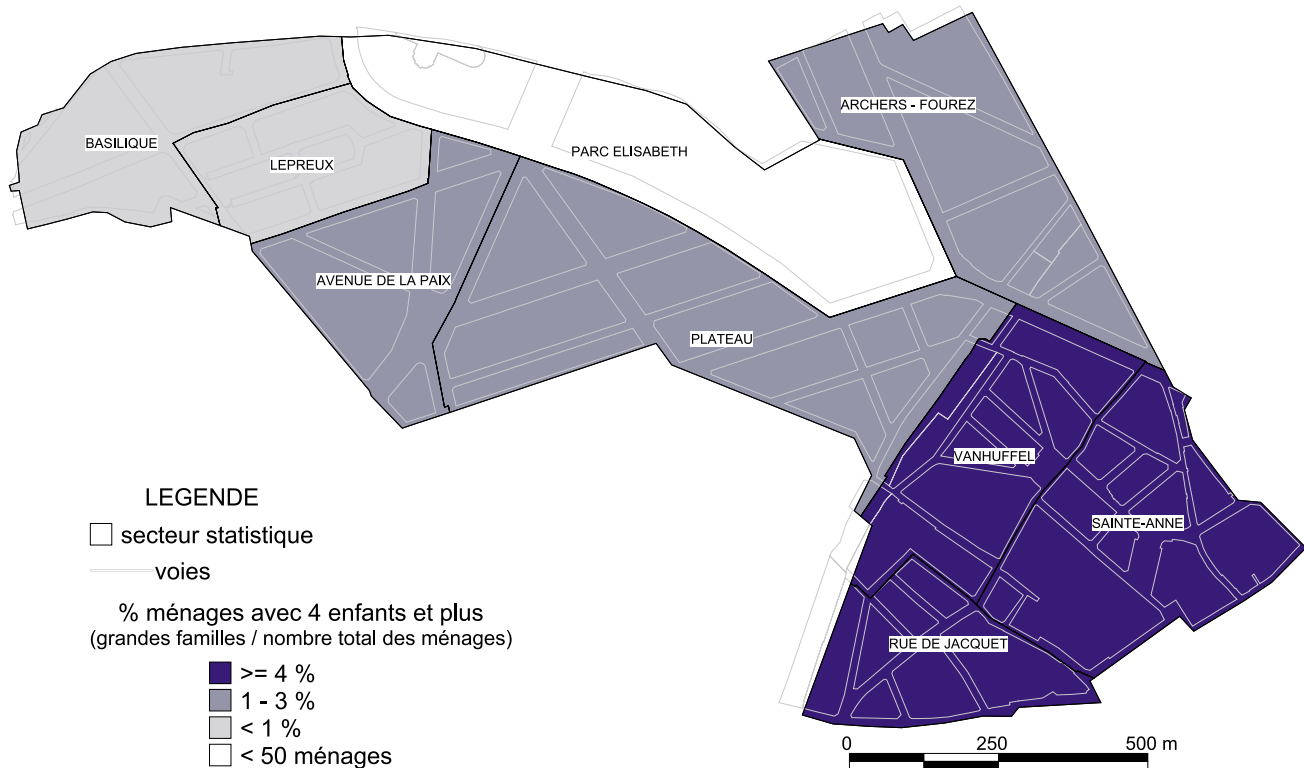 ARCHERS - FOUREZ
BASILIQUE
PARC ELISABETH
LEPREUX
AVENUE DE LA PAIX
PLATEAU
VANHUFFEL
SAINTE-ANNE
RUE DE JACQUET
LEGENDE
secteur statistique
voies
% ménages avec 4 enfants et plus
(grandes familles / nombre total des ménages)
>= 4 %
1 - 3 %
< 1 %
< 50 ménages
0 250 500 m